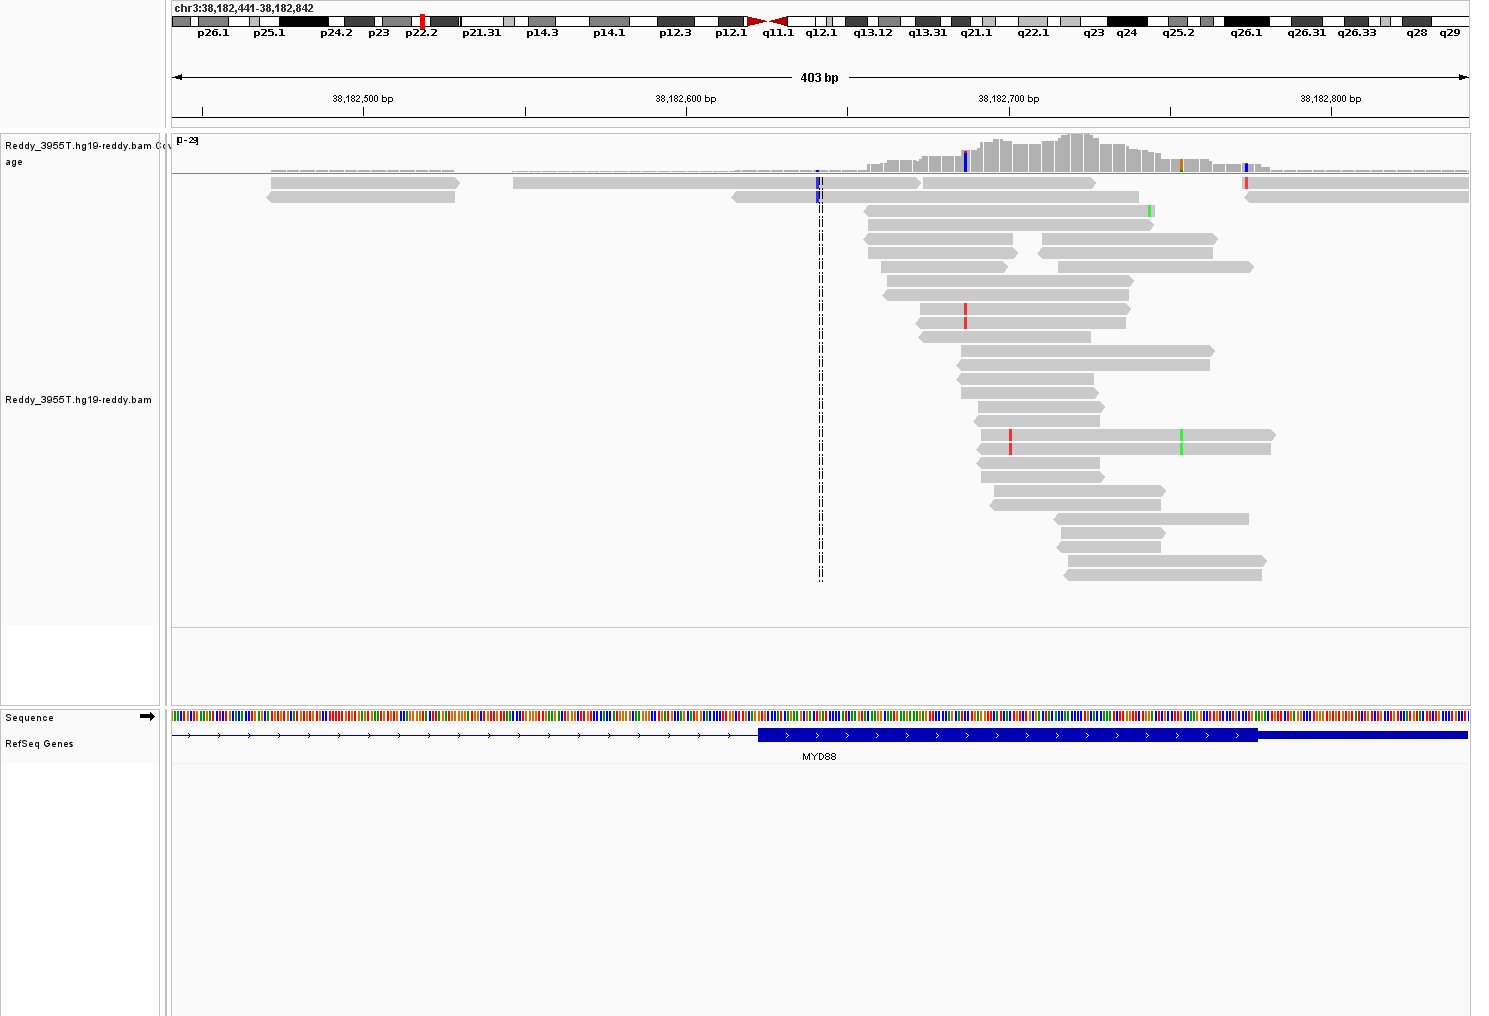 chr3:38,182,441-38,182,842
p26.1 p25.1 p24.2 p23 p22.2 p21.31 p14.3 p14.1 p12.3 p12.1 q11.1 q12.1 q13.12 q13.31 q21.1 q22.1 q23 q24 q25.2 q26.1 q26.31 q26.33 q28 q29
403 bp
38,182,500 bp 38,182,600 bp 38,182,700 bp 38,182,800 bp
Reddy_3955T.hg19-reddy.bam Cov
age
[0 - 29]
Reddy_3955T.hg19-reddy.bam
Sequence
RefSeq Genes
MYD88